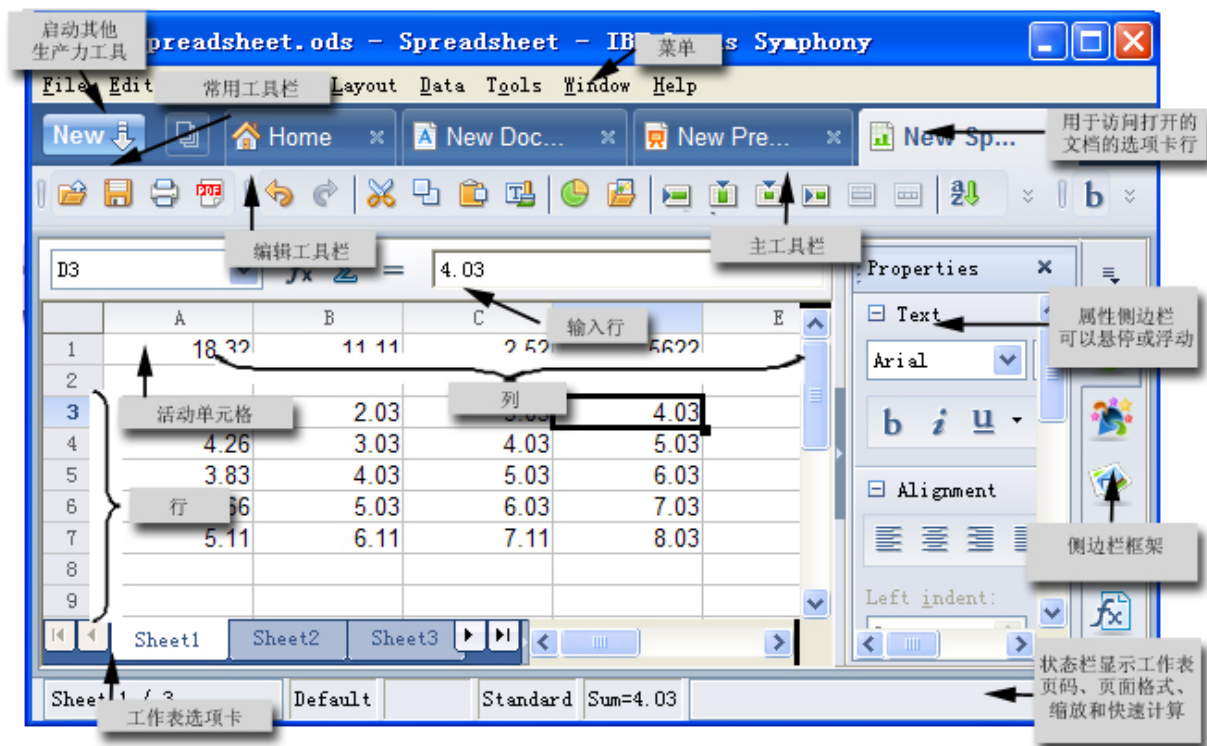 启动其他
生产力工具
preadsheet.ods - Spreadsheet - IB
s Symphony
菜单
File Edit
Layout Data Tools Window Help
常用工具栏
New
Home
New Doc...
New Pre...
New Sp...
用于访问打开的
文档的选项卡行
PDF
b
编辑工具栏
主工具栏
D3
=
4.03
Properties
A B C E
输入行
Text
属性侧边栏
可以悬停或浮动
1 18.32 11.11 2.52 5622
Arial
2
列
3 2.03 4.03
活动单元格
b i u
4 4.26 3.03 4.03 5.03
5 3.83 4.03 5.03 6.03
Alignment
6 66 5.03 6.03 7.03
行
7 5.11 6.11 7.11 8.03
侧边栏框架
8
9
Left indent:
fx
Sheet1 Sheet2 Sheet3
状态栏显示工作表
页码、页面格式、
缩放和快速计算
Default Standard Sum=4.03
工作表选项卡